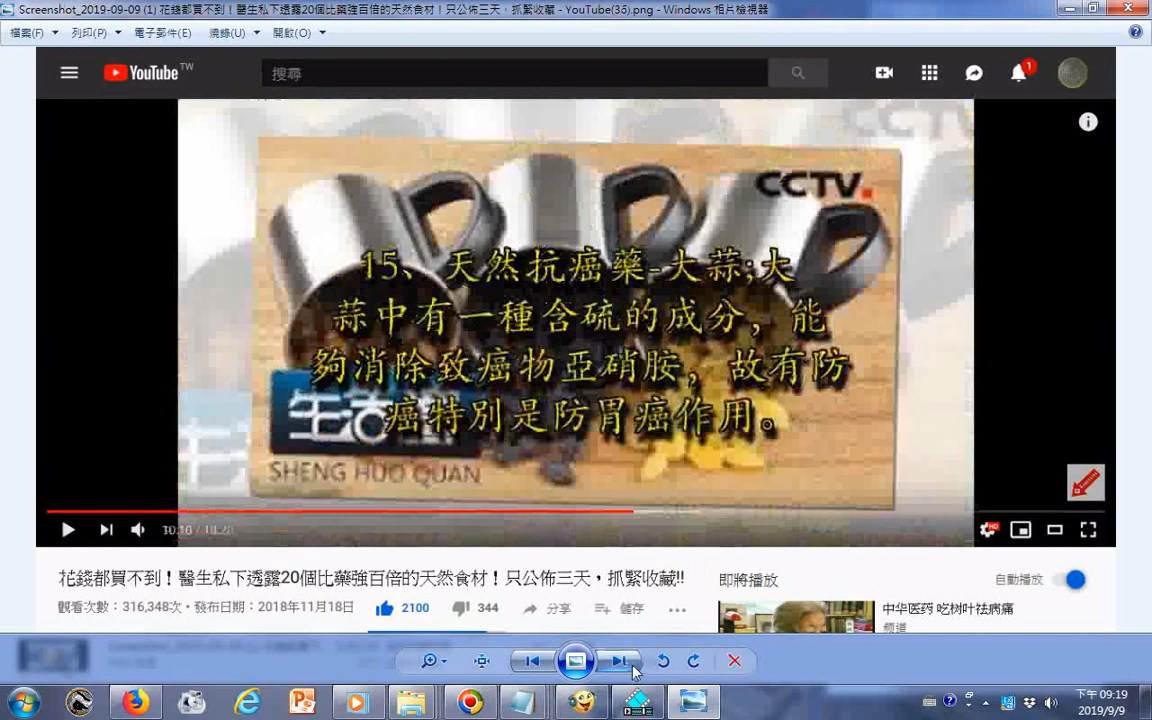 Screenshot_2019-09-09 (1) 花錢都買不到！醫生私下透露20個比藥強百倍的天然食材！只公佈三天，抓緊收藏 - YouTube(36).png - Windows 相片檢視器
檔案(F) 列印(P) 電子郵件(E) 燒錄(U) 開啟(O)
YouTube TW 搜尋 1
CCTV.
15、天然抗癌藥-大蒜;大
蒜中有一種含硫的成分，能
夠消除致癌物亞硝胺，故有防
癌特別是防胃癌作用。
生活圈
SHENG HUO QUAN
10:10 / 18:20
HD
花錢都買不到！醫生私下透露20個比藥強百倍的天然食材！只公佈三天，抓緊收藏!!
即將播放 自動播放
觀看次數：316,348次 • 發布日期：2018年11月18日 2100 344 分享 儲存
中华医药 吃树叶祛病痛
频道
下午 09:19
2019/9/9